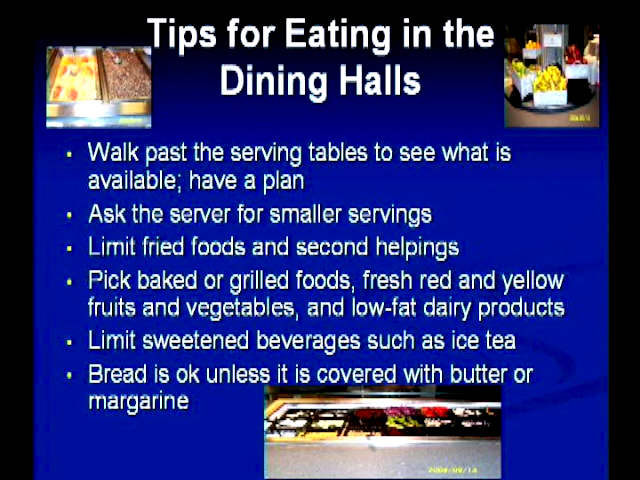 Tips for Eating in the
Dining Halls
• Walk past the serving tables to see what is
available; have a plan
• Ask the server for smaller servings
• Limit fried foods and second helpings
• Pick baked or grilled foods, fresh red and yellow
fruits and vegetables, and low-fat dairy products
• Limit sweetened beverages such as ice tea
• Bread is ok unless it is covered with butter or
margarine